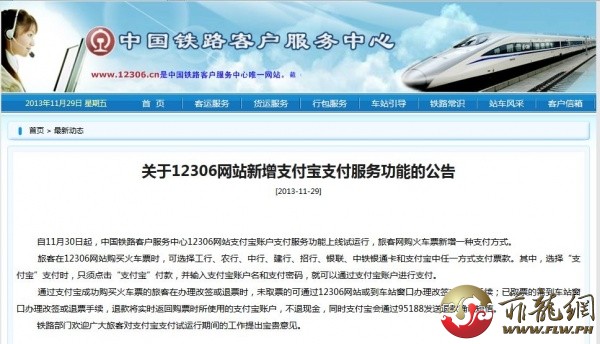 中国铁路客户服务中心
www.12306.cn是中国铁路客户服务中心唯一网站。
2013年11月29日 星期五 首 页 客运服务 货运服务 行包服务 车站引导 铁路常识 站车风采 客户信箱
首页 > 最新动态
关于12306网站新增支付宝支付服务功能的公告
[2013-11-29]
自11月30日起，中国铁路客户服务中心12306网站支付宝账户支付服务功能上线试运行，旅客网购火车票新增一种支付方式。
旅客在12306网站购买火车票时，可选择工行、农行、中行、建行、招行、银联、中铁银通卡和支付宝中任一方式支付票款。其中，选择“支
付宝”支付时，只须点击“支付宝”付款，并输入支付宝账户名和支付密码，就可以通过支付宝账户进行支付。
通过支付宝成功购买火车票的旅客在办理改签或退票时，未取票的可通过12306网站或到车站窗口办理改签 手续；已取票的需到车站窗
口办理改签或退票手续，退款将实时返回购票时所使用的支付宝账户，不退现金，同时支付宝会通过95188发送退款 短信。
铁路部门欢迎广大旅客对支付宝支付试运行期间的工作提出宝贵意见。
菲龍網
WWW.FLW.PH